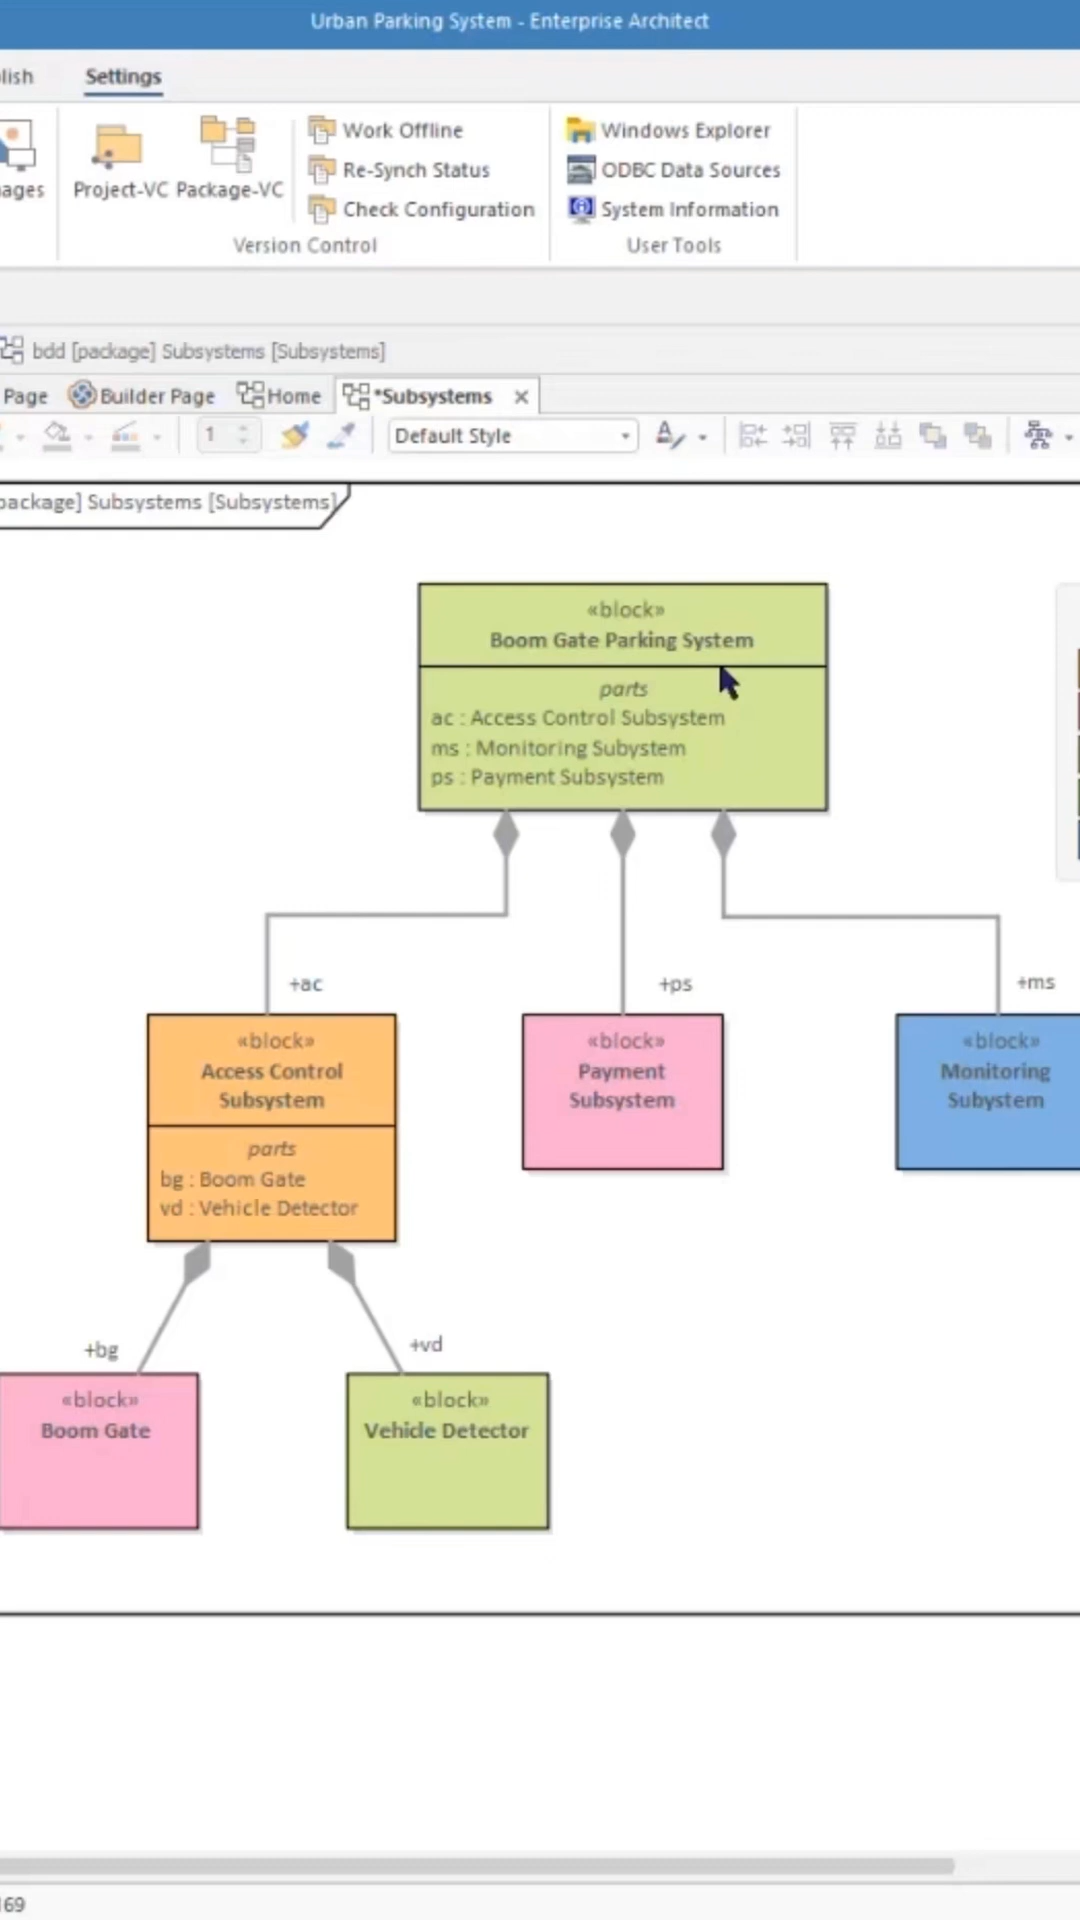 Urban Parking System - Enterprise Architect
lish
Settings
ages
Project-VC
Package-VC
Work Offline
Re-Synch Status
Check Configuration
Version Control
Windows Explorer
ODBC Data Sources
System Information
User Tools
bdd [package] Subsystems [Subsystems]
Page
Builder Page
Home
*Subsystems
1
Default Style
package] Subsystems [Subsystems]
«block»
Boom Gate Parking System
parts
ac : Access Control Subsystem
ms : Monitoring Subystem
ps : Payment Subsystem
+ac
+ps
+ms
«block»
Access Control
Subsystem
parts
bg : Boom Gate
vd : Vehicle Detector
«block»
Payment
Subsystem
«block»
Monitoring
Subystem
+bg
+vd
«block»
Boom Gate
«block»
Vehicle Detector
169